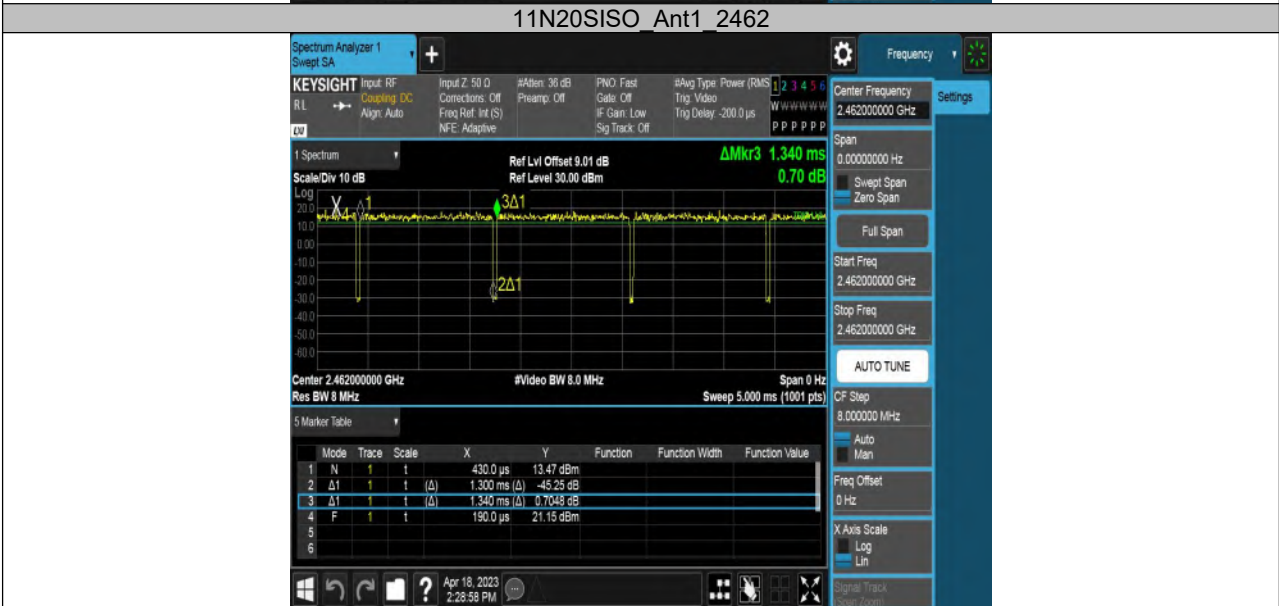 11N20SISO_Ant1_2462
Spectrum Analyzer 1
Swept SA
+
Frequency
KEYSIGHT
RL
Input: RF
Coupling: DC
Align: Auto
Input Z: 50 Ω
Corrections: Off
Freq Ref: Int (S)
NFE: Adaptive
#Atten: 36 dB
Preamp: Off
PNO: Fast
Gate: Off
IF Gain: Low
Sig Track: Off
#Avg Type: Power (RMS
Trig: Video
Trig Delay: -200.0 µs
1 2 3 4 5 6
W W W W W W
P P P P P P
Center Frequency
2.462000000 GHz
Settings
1 Spectrum
Scale/Div 10 dB
Ref Lvl Offset 9.01 dB
Ref Level 30.00 dBm
ΔMkr3 1.340 ms
0.70 dB
Span
0.00000000 Hz
Swept Span
Zero Span
Log
20.0
10.0
0.00
-10.0
-20.0
-30.0
-40.0
-50.0
-60.0
X
4
1
3Δ1
2Δ1
Full Span
Start Freq
2.462000000 GHz
Stop Freq
2.462000000 GHz
AUTO TUNE
Center 2.462000000 GHz
Res BW 8 MHz
#Video BW 8.0 MHz
Span 0 Hz
Sweep 5.000 ms (1001 pts)
CF Step
8.000000 MHz
Auto
Man
5 Marker Table
Mode Trace Scale X Y Function Function Width Function Value
1 N 1 t 430.0 µs 13.47 dBm
2 Δ1 1 t (Δ) 1.300 ms (Δ) -45.25 dB
3 Δ1 1 t (Δ) 1.340 ms (Δ) 0.7048 dB
4 F 1 t 190.0 µs 21.15 dBm
5
6
Freq Offset
0 Hz
X Axis Scale
Log
Lin
Signal Track
(Span Zoom)
?
Apr 18, 2023
2:28:58 PM